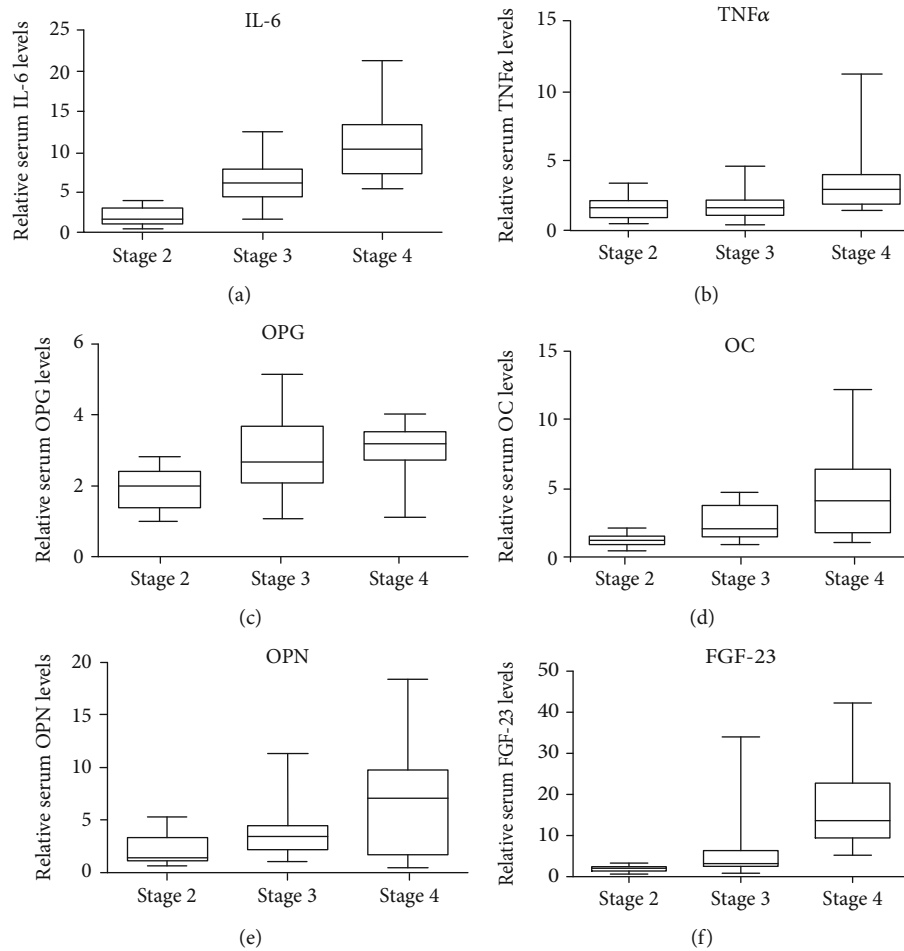 IL-6
Relative serum IL-6 levels
25
20
15
10
5
0
Stage 2 Stage 3 Stage 4
(a)
TNFα
Relative serum TNFα levels
15
10
5
0
Stage 2 Stage 3 Stage 4
(b)
OPG
Relative serum OPG levels
6
4
2
0
Stage 2 Stage 3 Stage 4
(c)
OC
Relative serum OC levels
15
10
5
0
Stage 2 Stage 3 Stage 4
(d)
OPN
Relative serum OPN levels
20
15
10
5
0
Stage 2 Stage 3 Stage 4
(e)
FGF-23
Relative serum FGF-23 levels
50
40
30
20
10
0
Stage 2 Stage 3 Stage 4
(f)